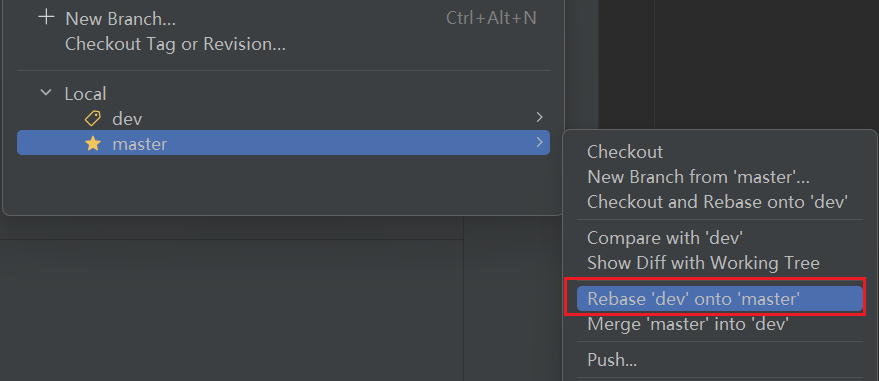 New Branch... Ctrl+Alt+N
Checkout Tag or Revision...
Local
dev
master
Checkout
New Branch from 'master'...
Checkout and Rebase onto 'dev'
Compare with 'dev'
Show Diff with Working Tree
Rebase 'dev' onto 'master'
Merge 'master' into 'dev'
Push...